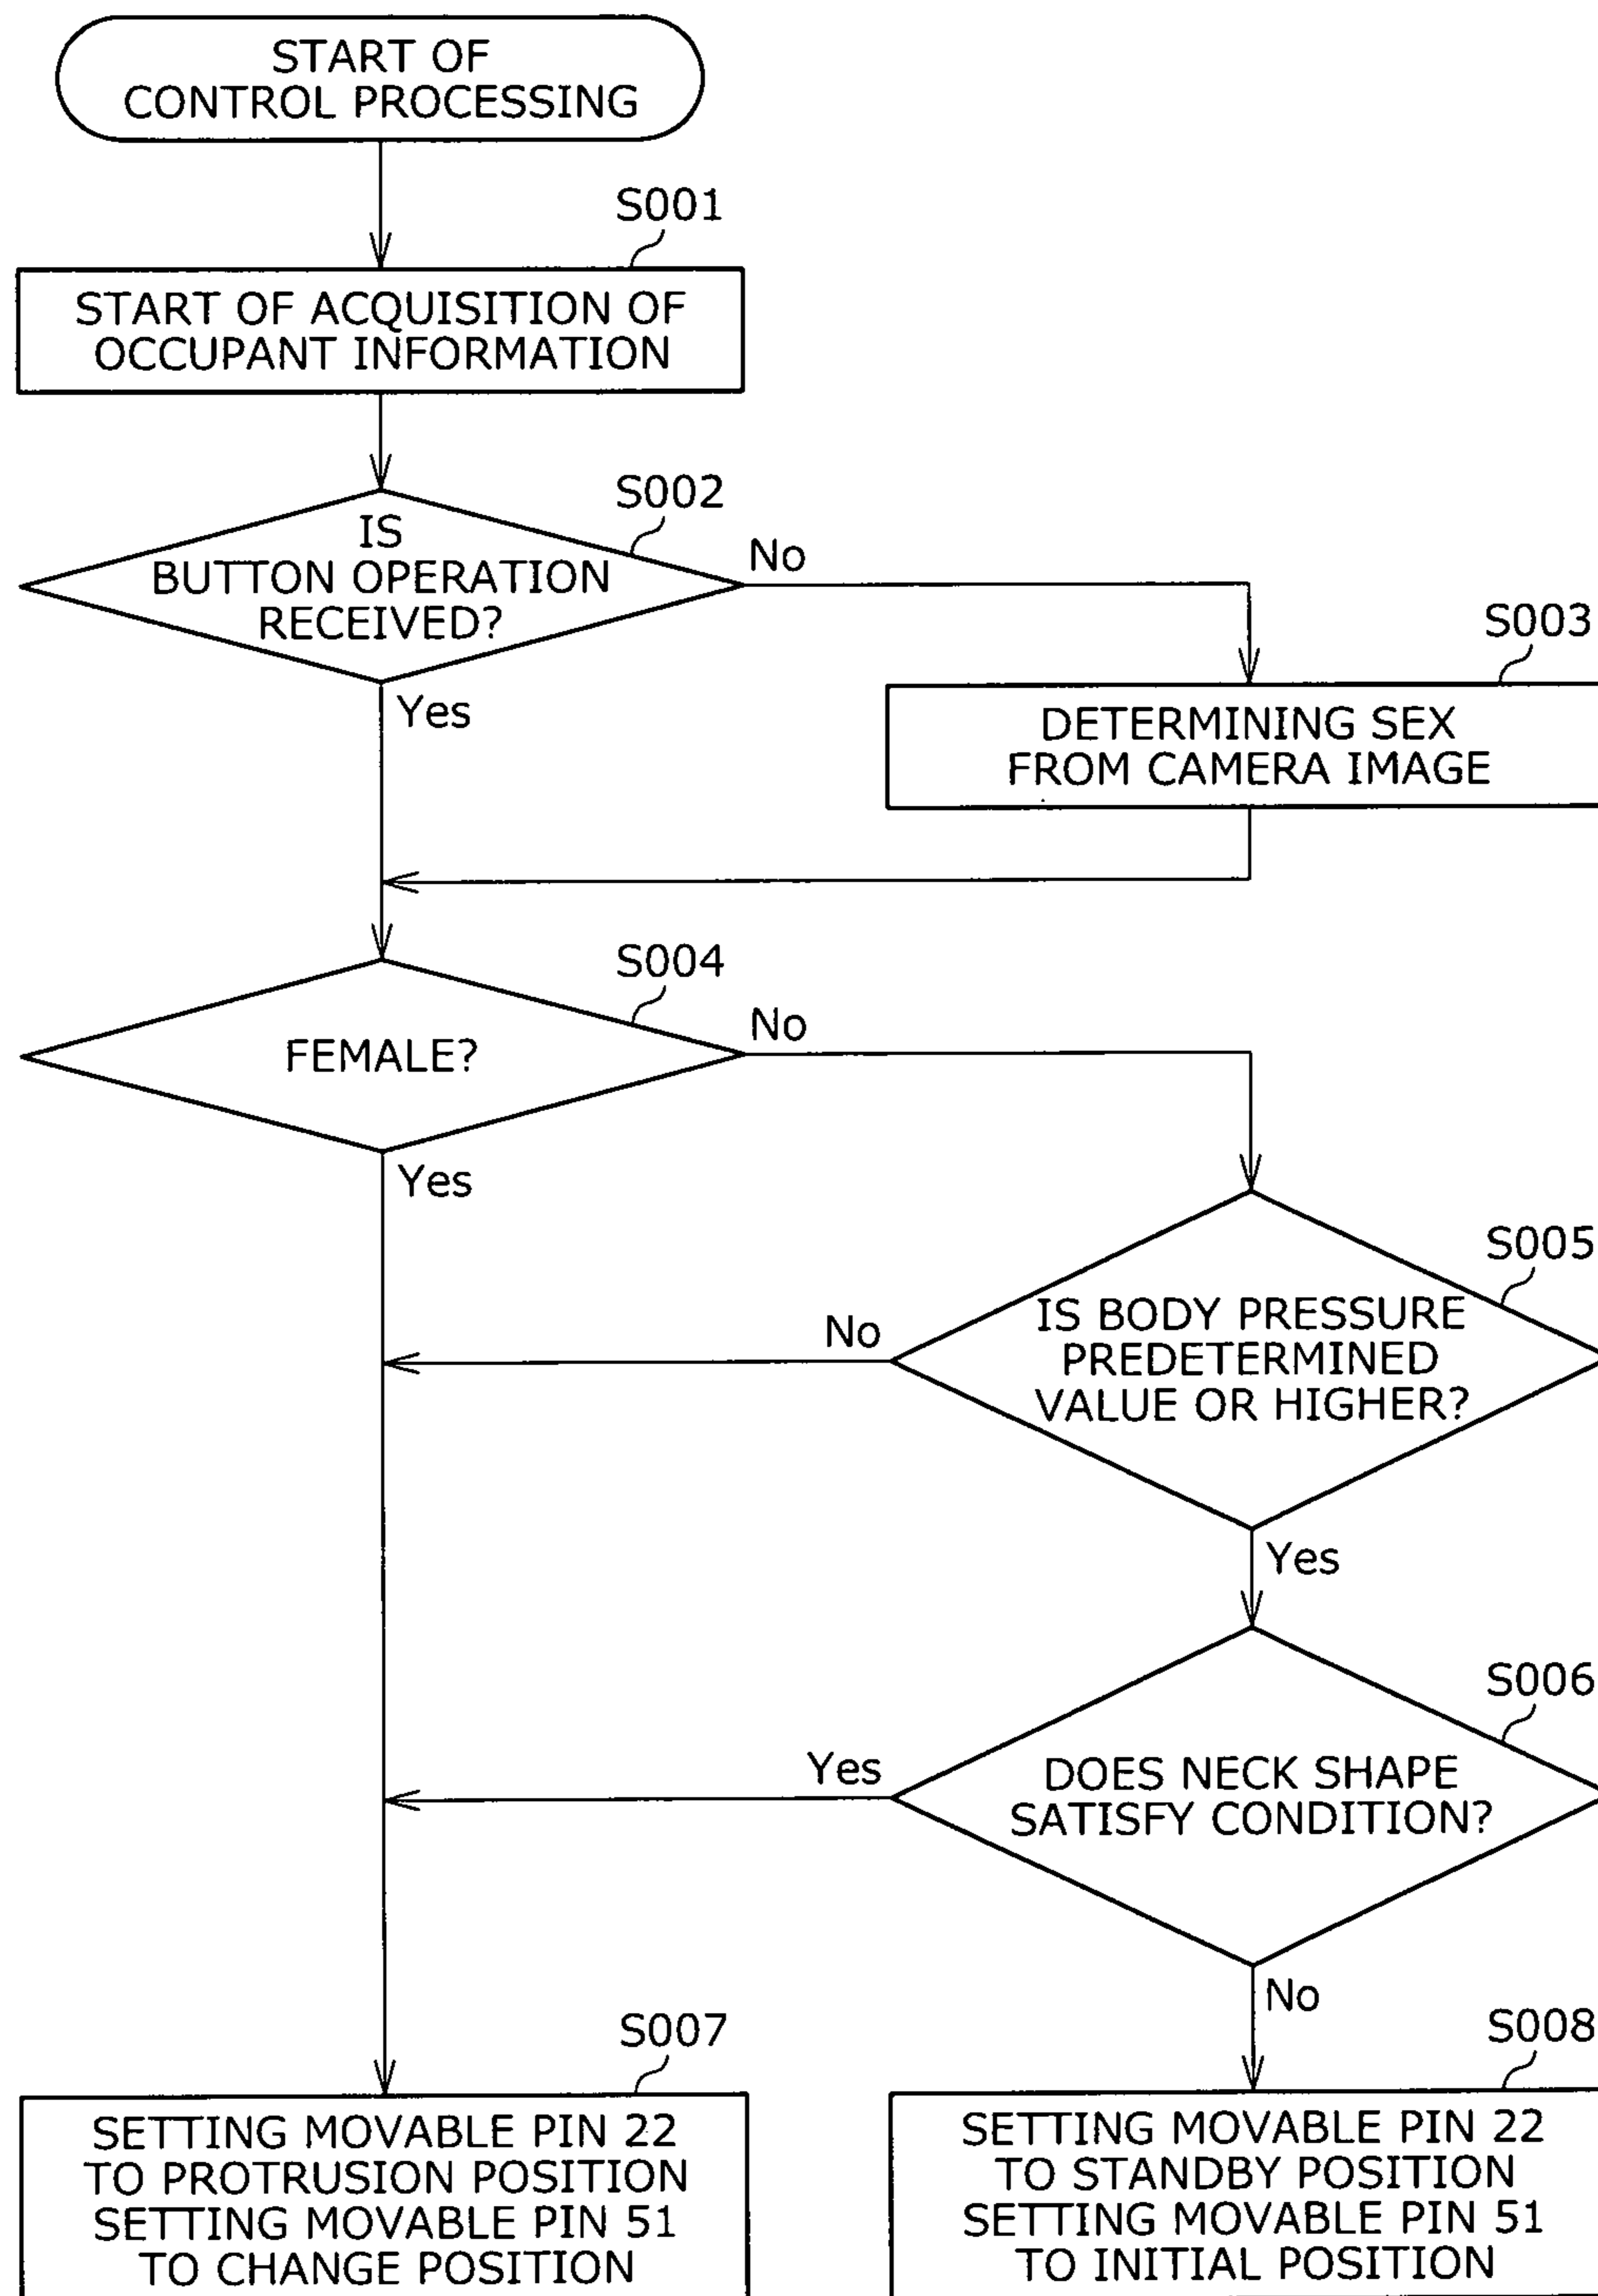 START OF
CONTROL PROCESSING
S001
START OF ACQUISITION OF
OCCUPANT INFORMATION
S002
IS
BUTTON OPERATION
RECEIVED?
No
Yes
S003
DETERMINING SEX
FROM CAMERA IMAGE
S004
FEMALE?
No
Yes
S005
IS BODY PRESSURE
PREDETERMINED
VALUE OR HIGHER?
No
Yes
S006
DOES NECK SHAPE
SATISFY CONDITION?
Yes
No
S007
SETTING MOVABLE PIN 22
TO PROTRUSION POSITION
SETTING MOVABLE PIN 51
TO CHANGE POSITION
S008
SETTING MOVABLE PIN 22
TO STANDBY POSITION
SETTING MOVABLE PIN 51
TO INITIAL POSITION